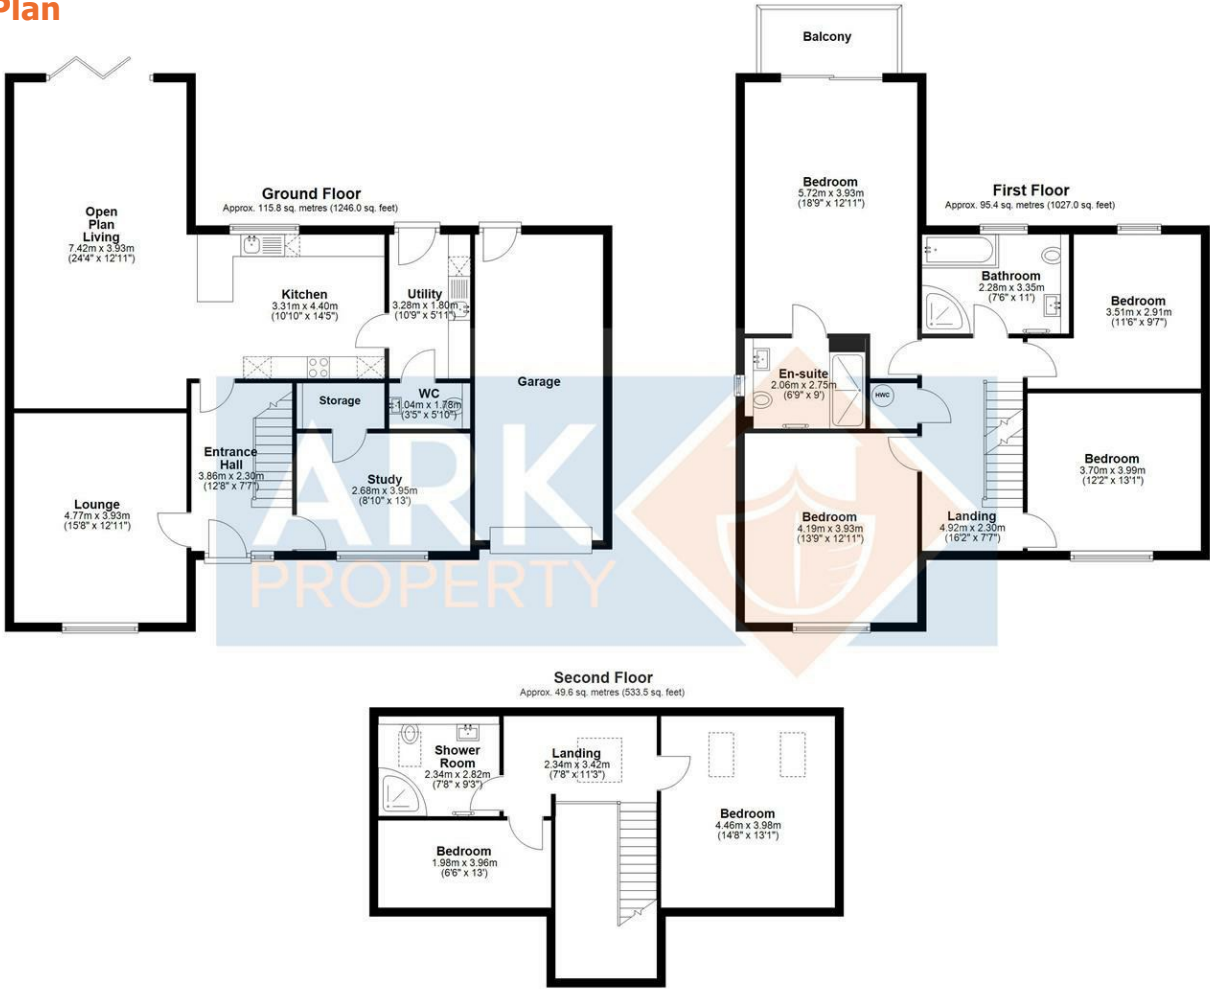 Plan
Balcony
Ground Floor
Approx. 115.8 sq. metres (1246.0 sq. feet)
Open
Plan
Living
7.42m x 3.93m
(24'4" x 12'11")
Kitchen
3.31m x 4.40m
(10'10" x 14'5")
Utility
3.28m x 1.80m
(10'9" x 5'11")
Garage
Storage
WC
1.04m x 1.78m
(3'5" x 5'10")
Entrance
Hall
3.86m x 2.30m
(12'8" x 7'7")
Study
2.68m x 3.95m
(8'10" x 13')
Lounge
4.77m x 3.93m
(15'8" x 12'11")
First Floor
Approx. 95.4 sq. metres (1027.0 sq. feet)
Bedroom
5.72m x 3.93m
(18'9" x 12'11")
Bathroom
2.28m x 3.35m
(7'6" x 11')
Bedroom
3.51m x 2.91m
(11'6" x 9'7")
En-suite
2.06m x 2.75m
(6'9" x 9')
HWC
Bedroom
3.70m x 3.99m
(12'2" x 13'1")
Bedroom
4.19m x 3.93m
(13'9" x 12'11")
Landing
4.92m x 2.30m
(16'2" x 7'7")
ARK
PROPERTY
Second Floor
Approx. 49.6 sq. metres (533.5 sq. feet)
Shower
Room
2.34m x 2.82m
(7'8" x 9'3")
Landing
2.34m x 3.42m
(7'8" x 11'3")
Bedroom
4.46m x 3.98m
(14'8" x 13'1")
Bedroom
1.98m x 3.96m
(6'6" x 13')